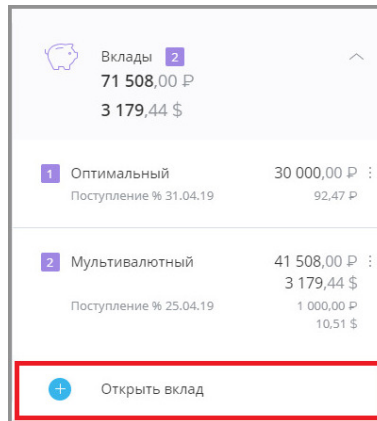 Вклады 2
71 508,00 ₽
3 179,44 $
1 Оптимальный 30 000,00 ₽
Поступление % 31.04.19 92,47 ₽
2 Мультивалютный 41 508,00 ₽
3 179,44 $
Поступление % 25.04.19 1 000,00 ₽
10,51 $
+ Открыть вклад